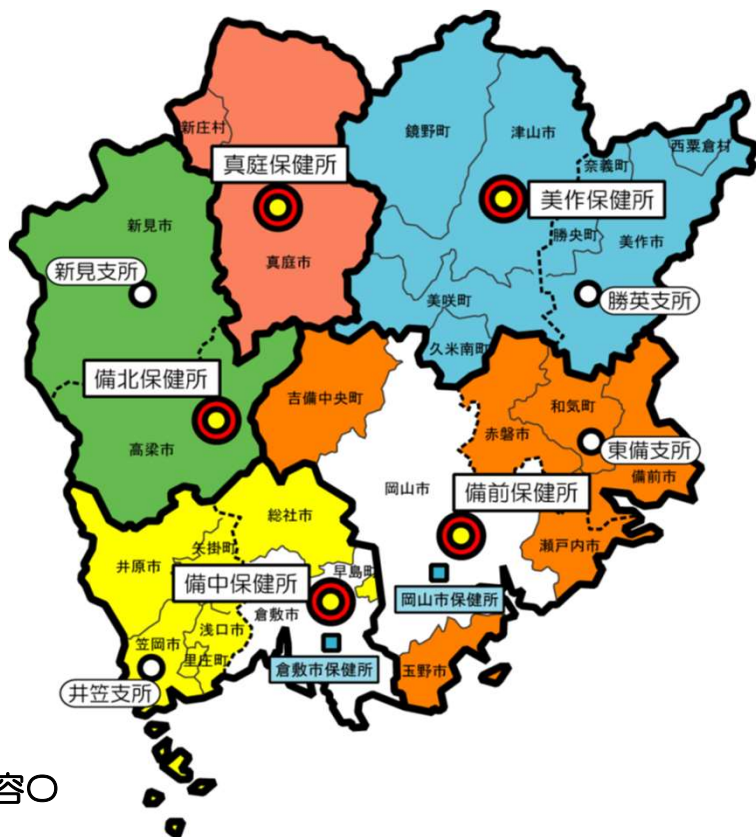 新庄村
鏡野町
津山市
西粟倉村
奈義町
真庭保健所
美作保健所
新見市
勝央町
美作市
真庭市
新見支所
美咲町
勝英支所
久米南町
備北保健所
吉備中央町
和気町
赤磐市
高梁市
東備支所
備前市
岡山市
備前保健所
総社市
瀬戸内市
矢掛町
井原市
早島町
備中保健所
岡山市保健所
倉敷市
浅口市
笠岡市
里庄町
倉敷市保健所
玉野市
井笠支所
容〇